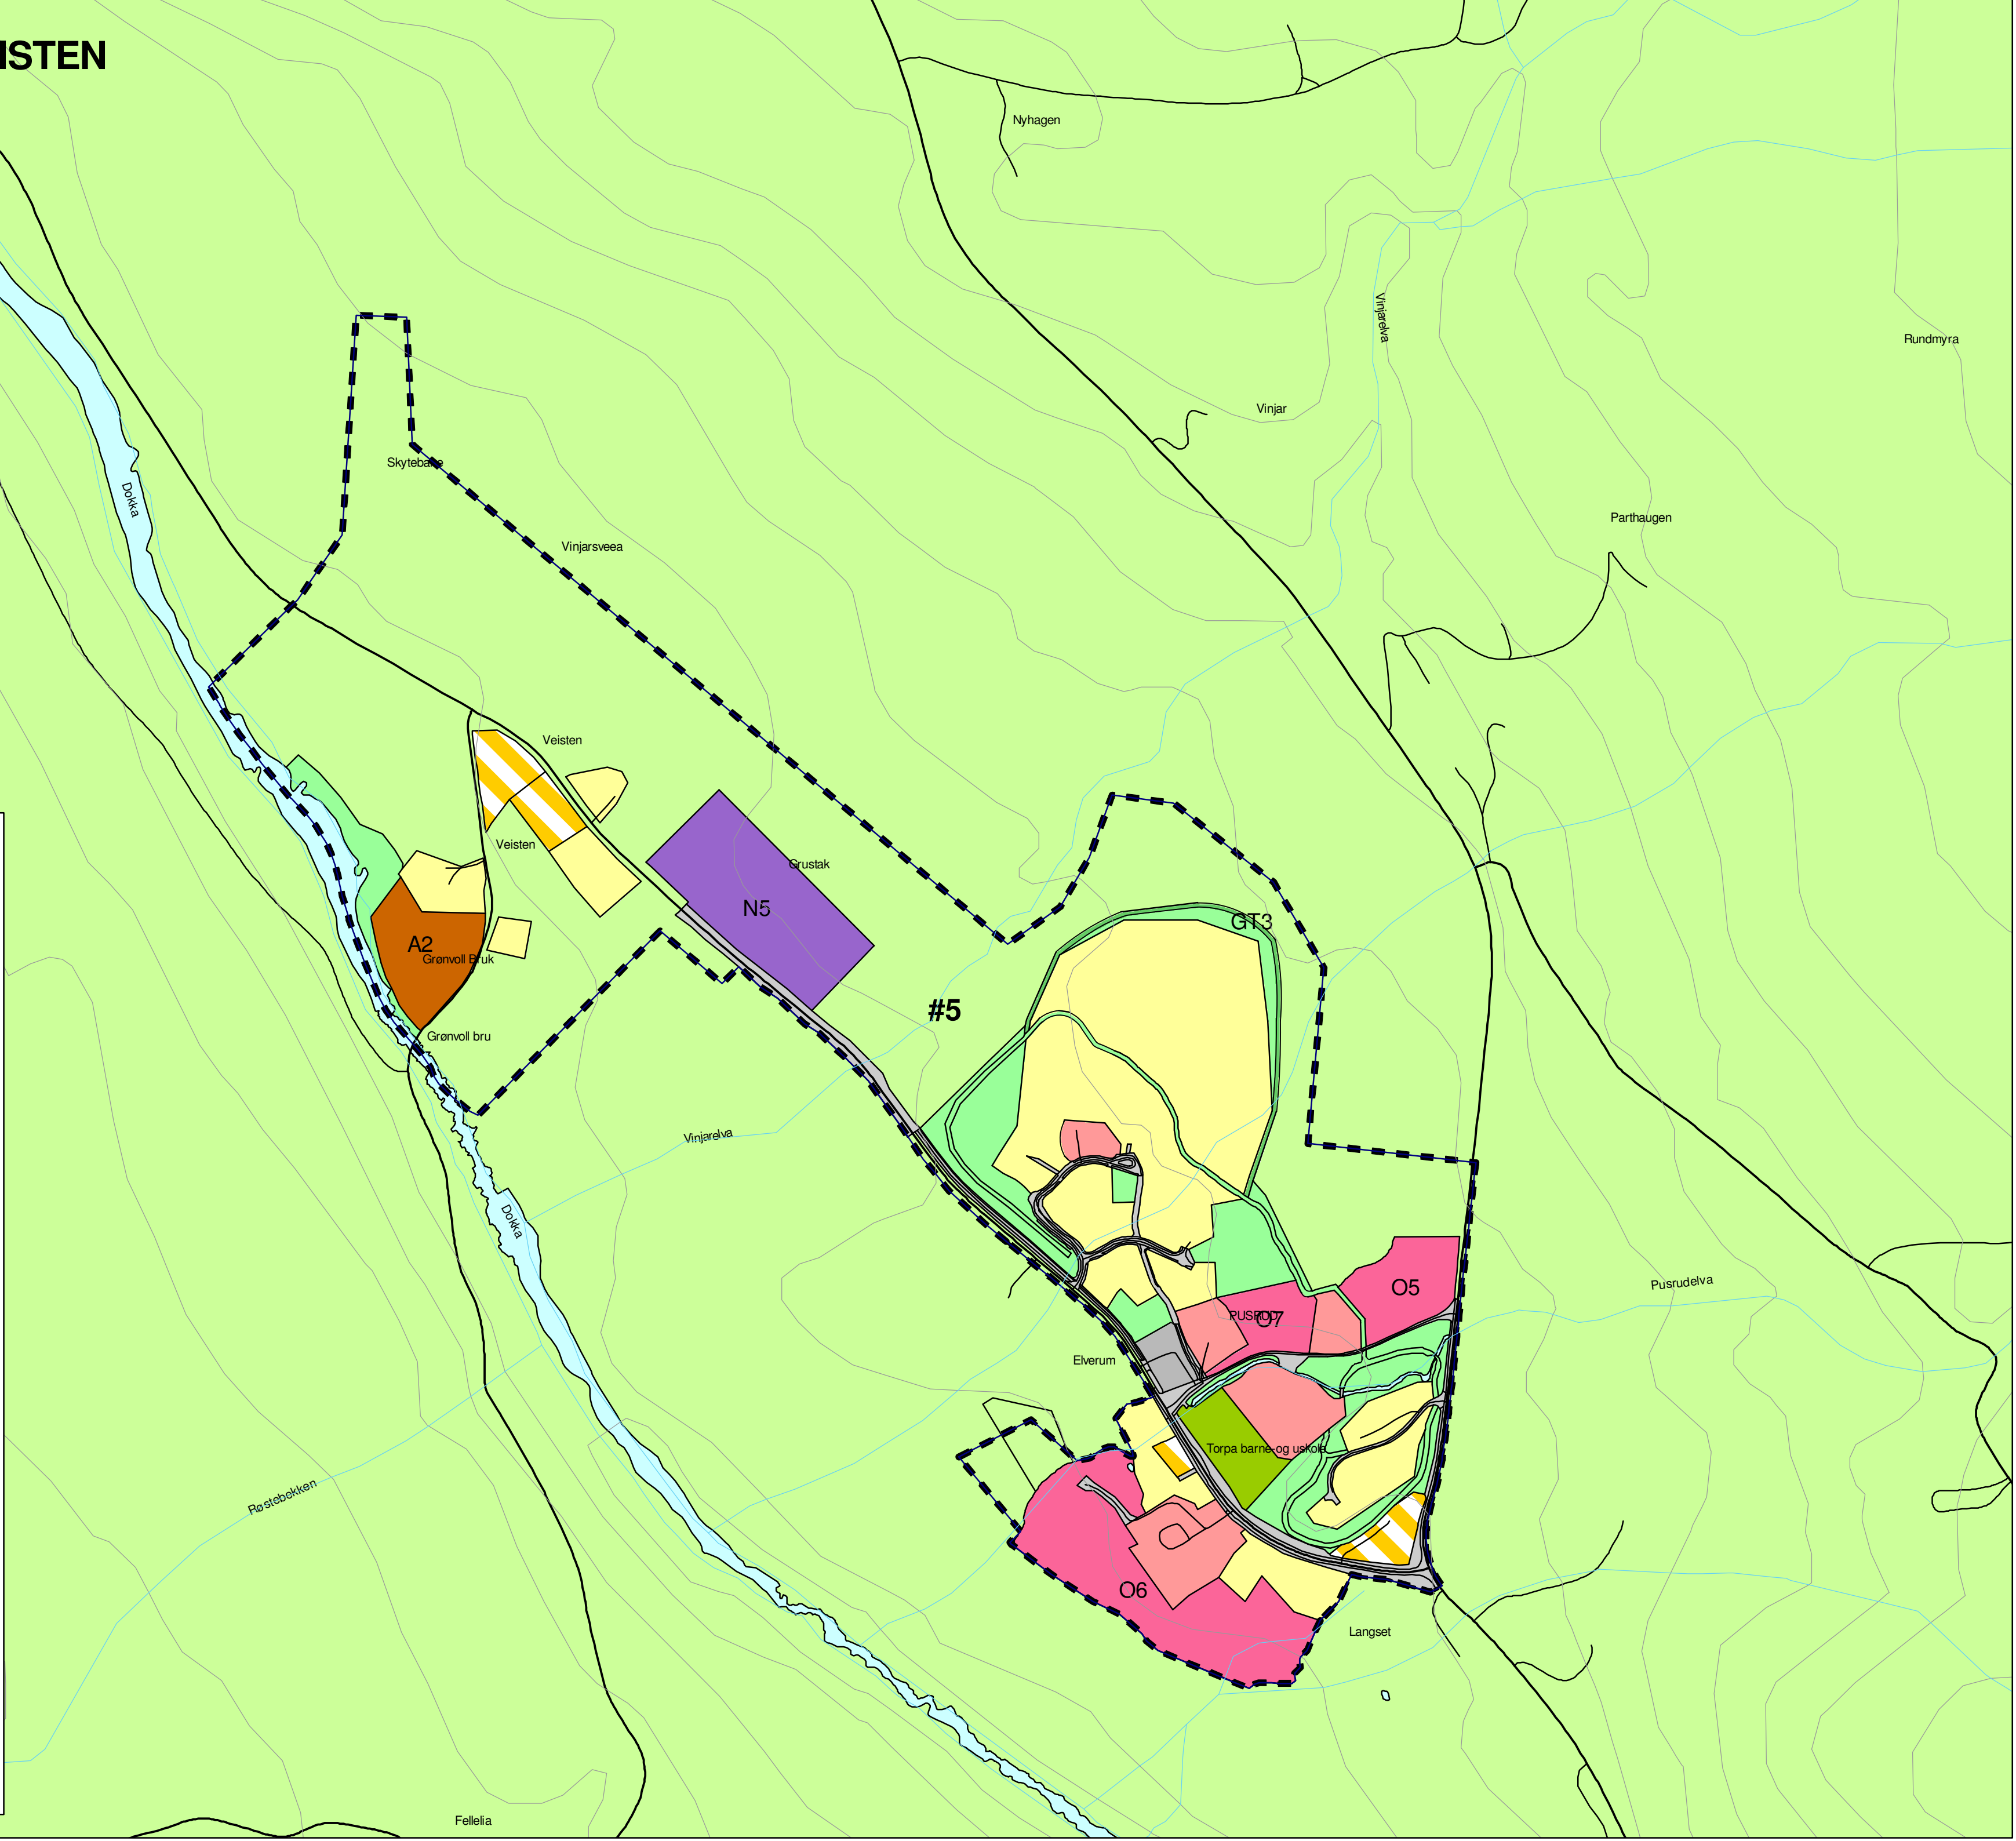 ISTEN
Nyhagen
Vinjarelva
Rundmyra
Vinjar
Skytebane
Dokka
Parthaugen
Vinjarsveea
Veisten
Veisten
Grustak
N5
GT3
A2
Grønvoll Bruk
#5
Grønvoll bru
Vinjarelva
Dokka
Pusrudelva
O5
PUSRUD
O7
Elverum
Torpa barne-og uskole
Røstebekken
O6
Langset
Fellelia